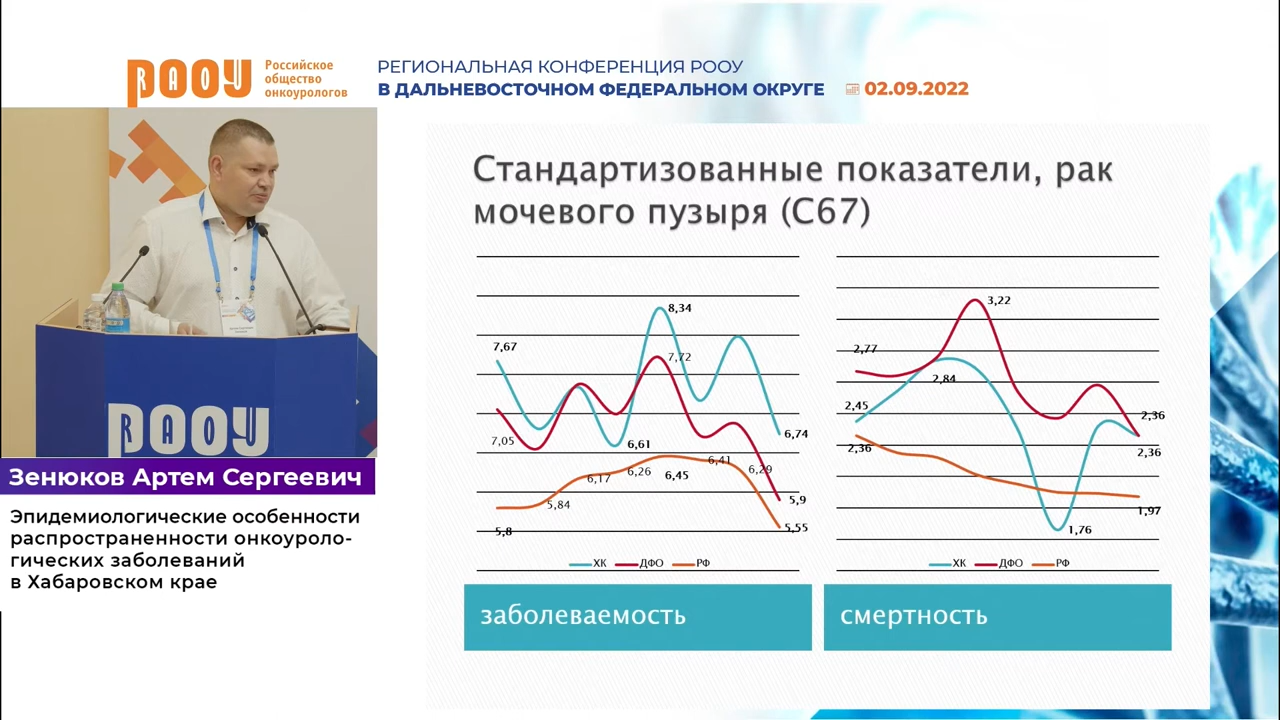 РООУ
Российское
общество
онкоурологов
РЕГИОНАЛЬНАЯ КОНФЕРЕНЦИЯ РООУ
В ДАЛЬНЕВОСТОЧНОМ ФЕДЕРАЛЬНОМ ОКРУГЕ 02.09.2022
РООУ
Зенюков Артем Сергеевич
Эпидемиологические особенности
распространенности онкоуроло-
гических заболеваний
в Хабаровском крае
Стандартизованные показатели, рак
мочевого пузыря (С67)
8,34
7,67
7,72
7,05
6,61
6,74
6,41
6,45
6,26
6,29
6,17
5,84
5,8
5,9
5,55
ХК ДФО РФ
заболеваемость
3,22
2,77
2,84
2,45
2,36
2,36
2,36
1,97
1,76
ХК ДФО РФ
смертность